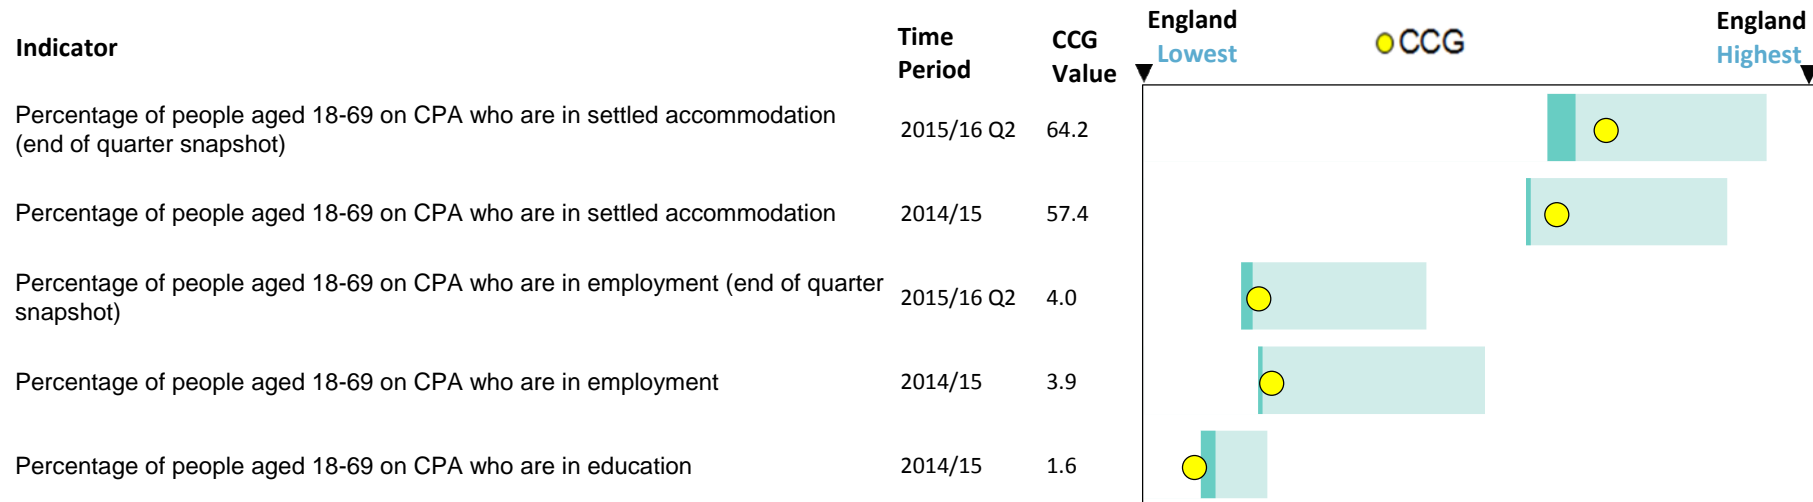 Indicator
Time Period
CCG Value
England Lowest
CCG
England Highest
Percentage of people aged 18-69 on CPA who are in settled accommodation
(end of quarter snapshot)
2015/16 Q2
64.2
Percentage of people aged 18-69 on CPA who are in settled accommodation
2014/15
57.4
Percentage of people aged 18-69 on CPA who are in employment (end of quarter
snapshot)
2015/16 Q2
4.0
Percentage of people aged 18-69 on CPA who are in employment
2014/15
3.9
Percentage of people aged 18-69 on CPA who are in education
2014/15
1.6